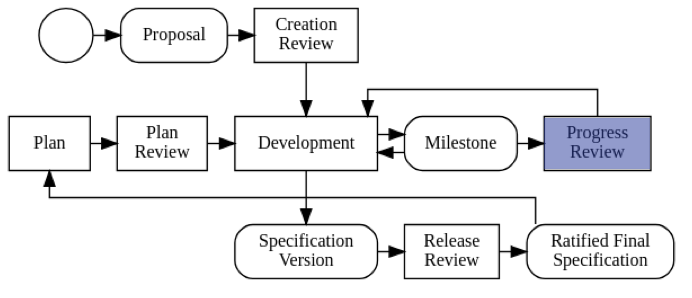 Proposal
Creation
Review
Plan
Plan
Review
Development
Milestone
Progress
Review
Specification
Version
Release
Review
Ratified Final
Specification